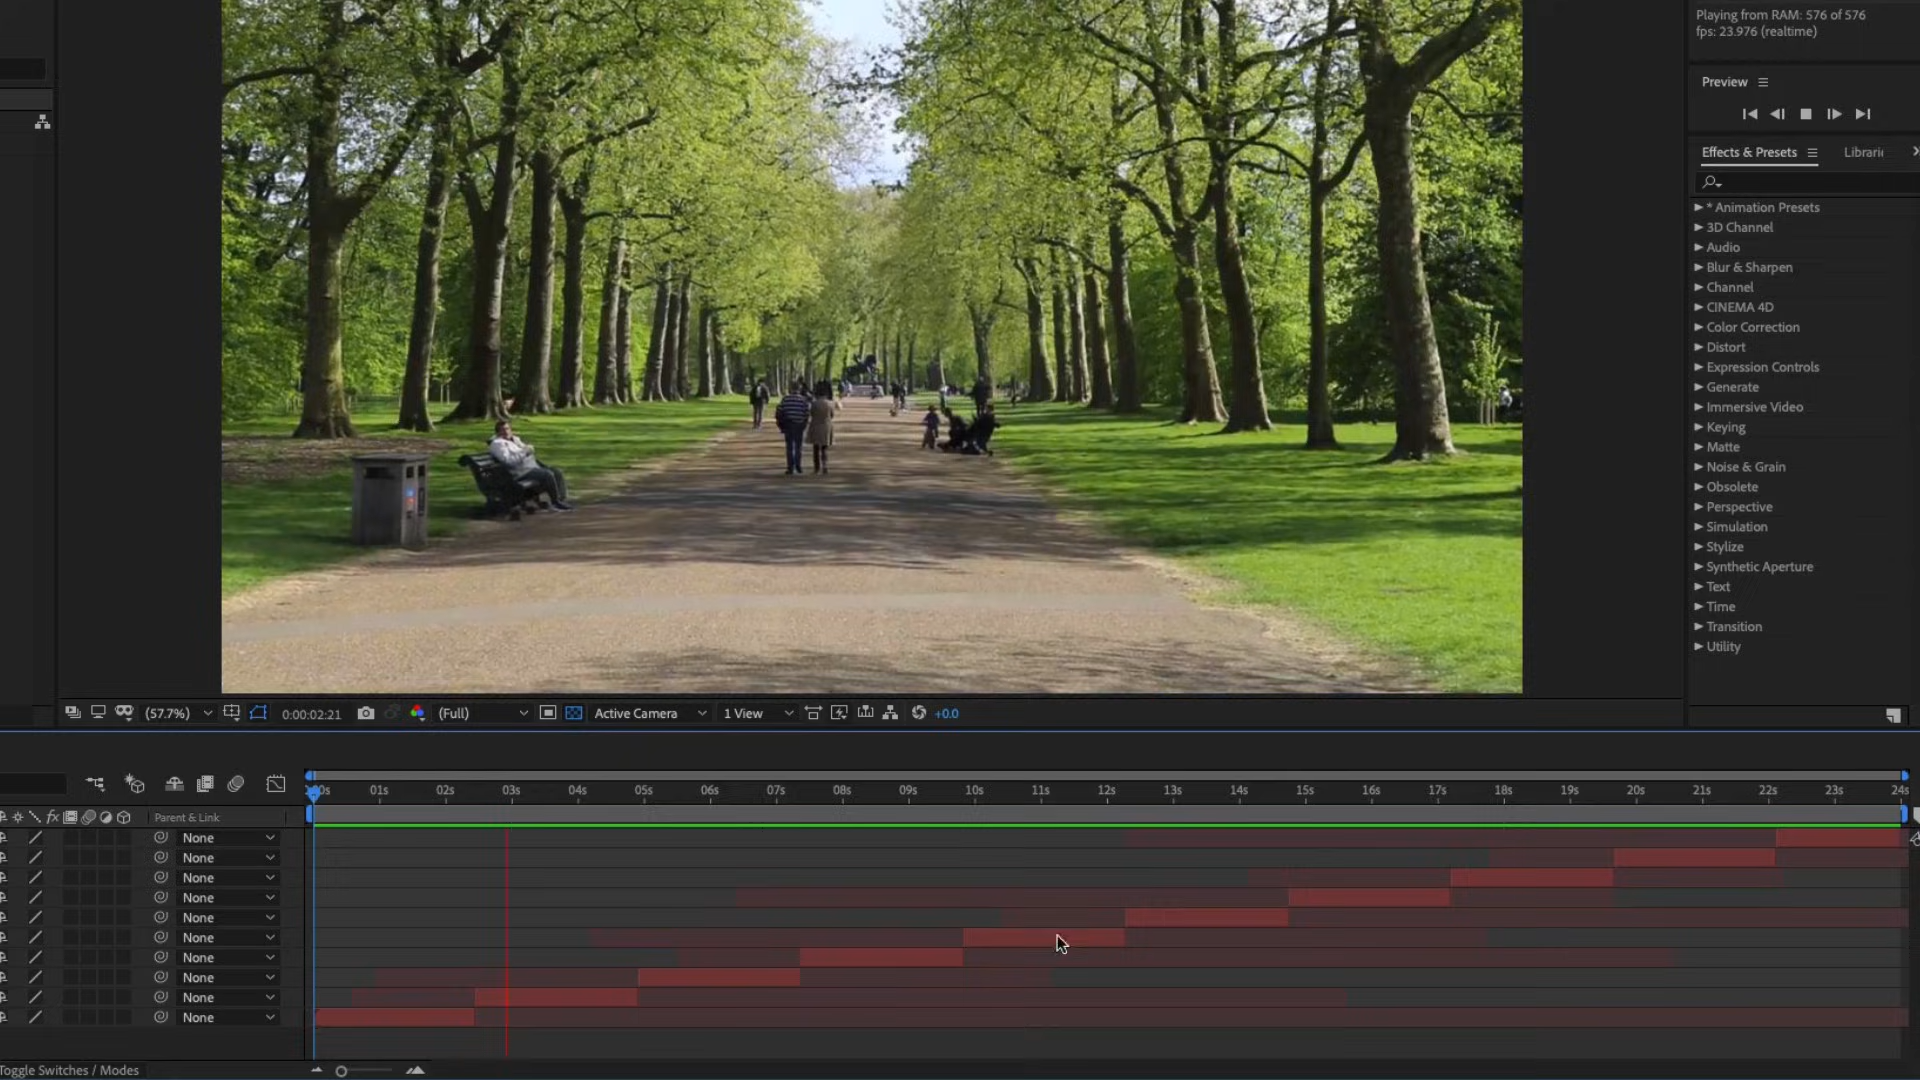 Playing from RAM: 576 of 576
fps: 23.976 (realtime)
Preview
Effects & Presets Librari
* Animation Presets
3D Channel
Audio
Blur & Sharpen
Channel
CINEMA 4D
Color Correction
Distort
Expression Controls
Generate
Immersive Video
Keying
Matte
Noise & Grain
Obsolete
Perspective
Simulation
Stylize
Synthetic Aperture
Text
Time
Transition
Utility
(57.7%) 0:00:02:21 (Full) Active Camera 1 View +0.0
00s 01s 02s 03s 04s 05s 06s 07s 08s 09s 10s 11s 12s 13s 14s 15s 16s 17s 18s 19s 20s 21s 22s 23s 24s
fx Parent & Link
None
None
None
None
None
None
None
None
None
None
Toggle Switches / Modes